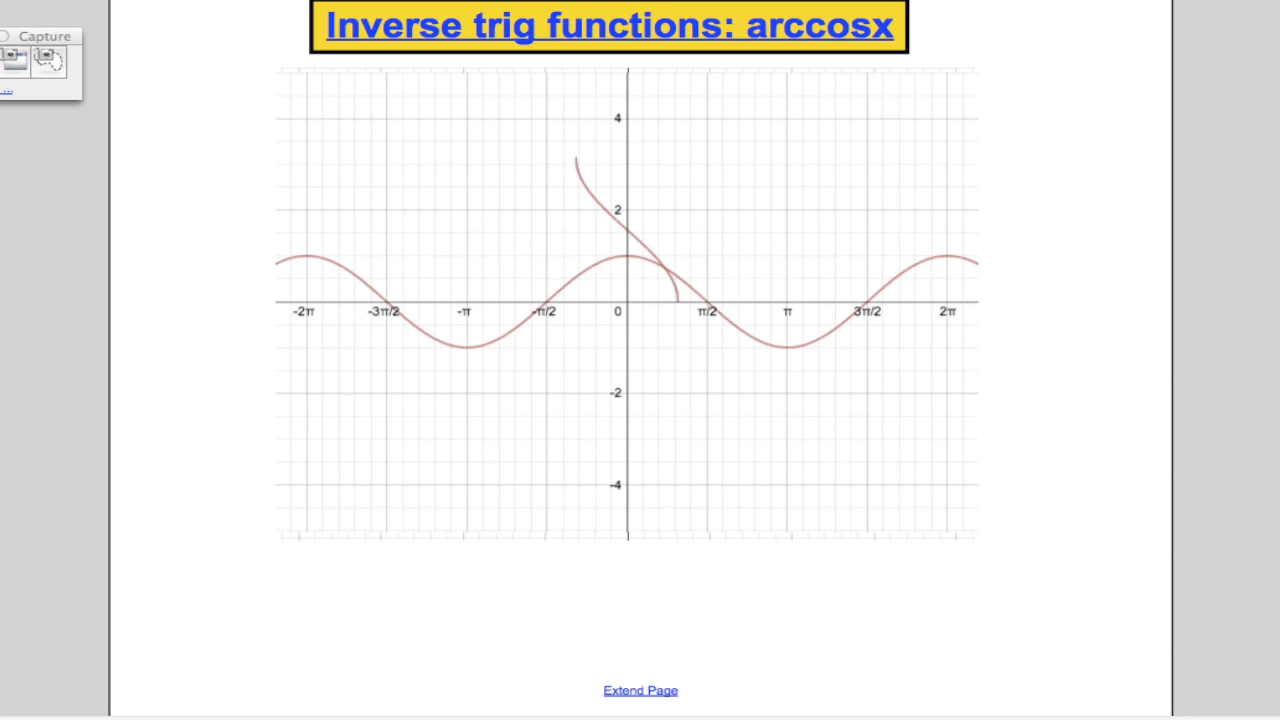 Inverse trig functions: arccosx
Capture
...
4
2
-2π -3π/2 -π -π/2 0 π/2 π 3π/2 2π
-2
-4
Extend Page